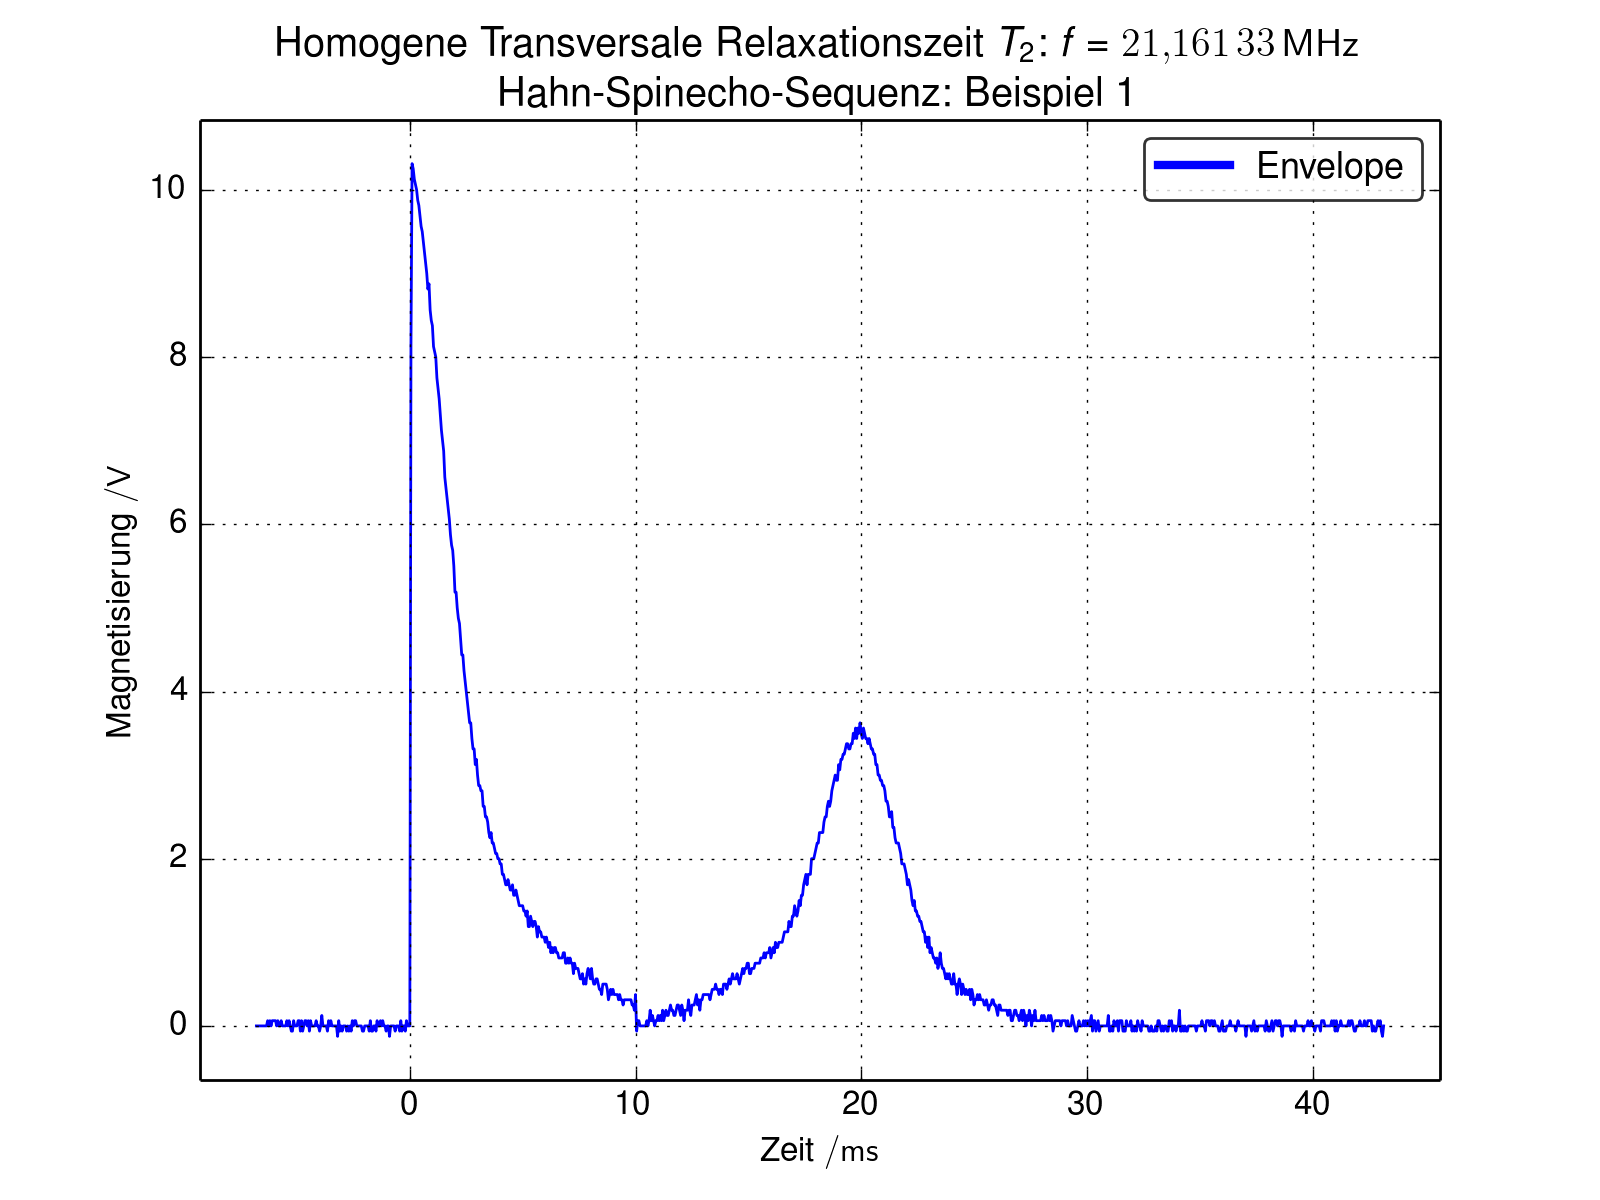 Homogene Transversale Relaxationszeit T₂: f = 21,161 33 MHz
Hahn-Spinecho-Sequenz: Beispiel 1
Envelope
10
8
6
4
2
0
Magnetisierung /V
0 10 20 30 40
Zeit /ms